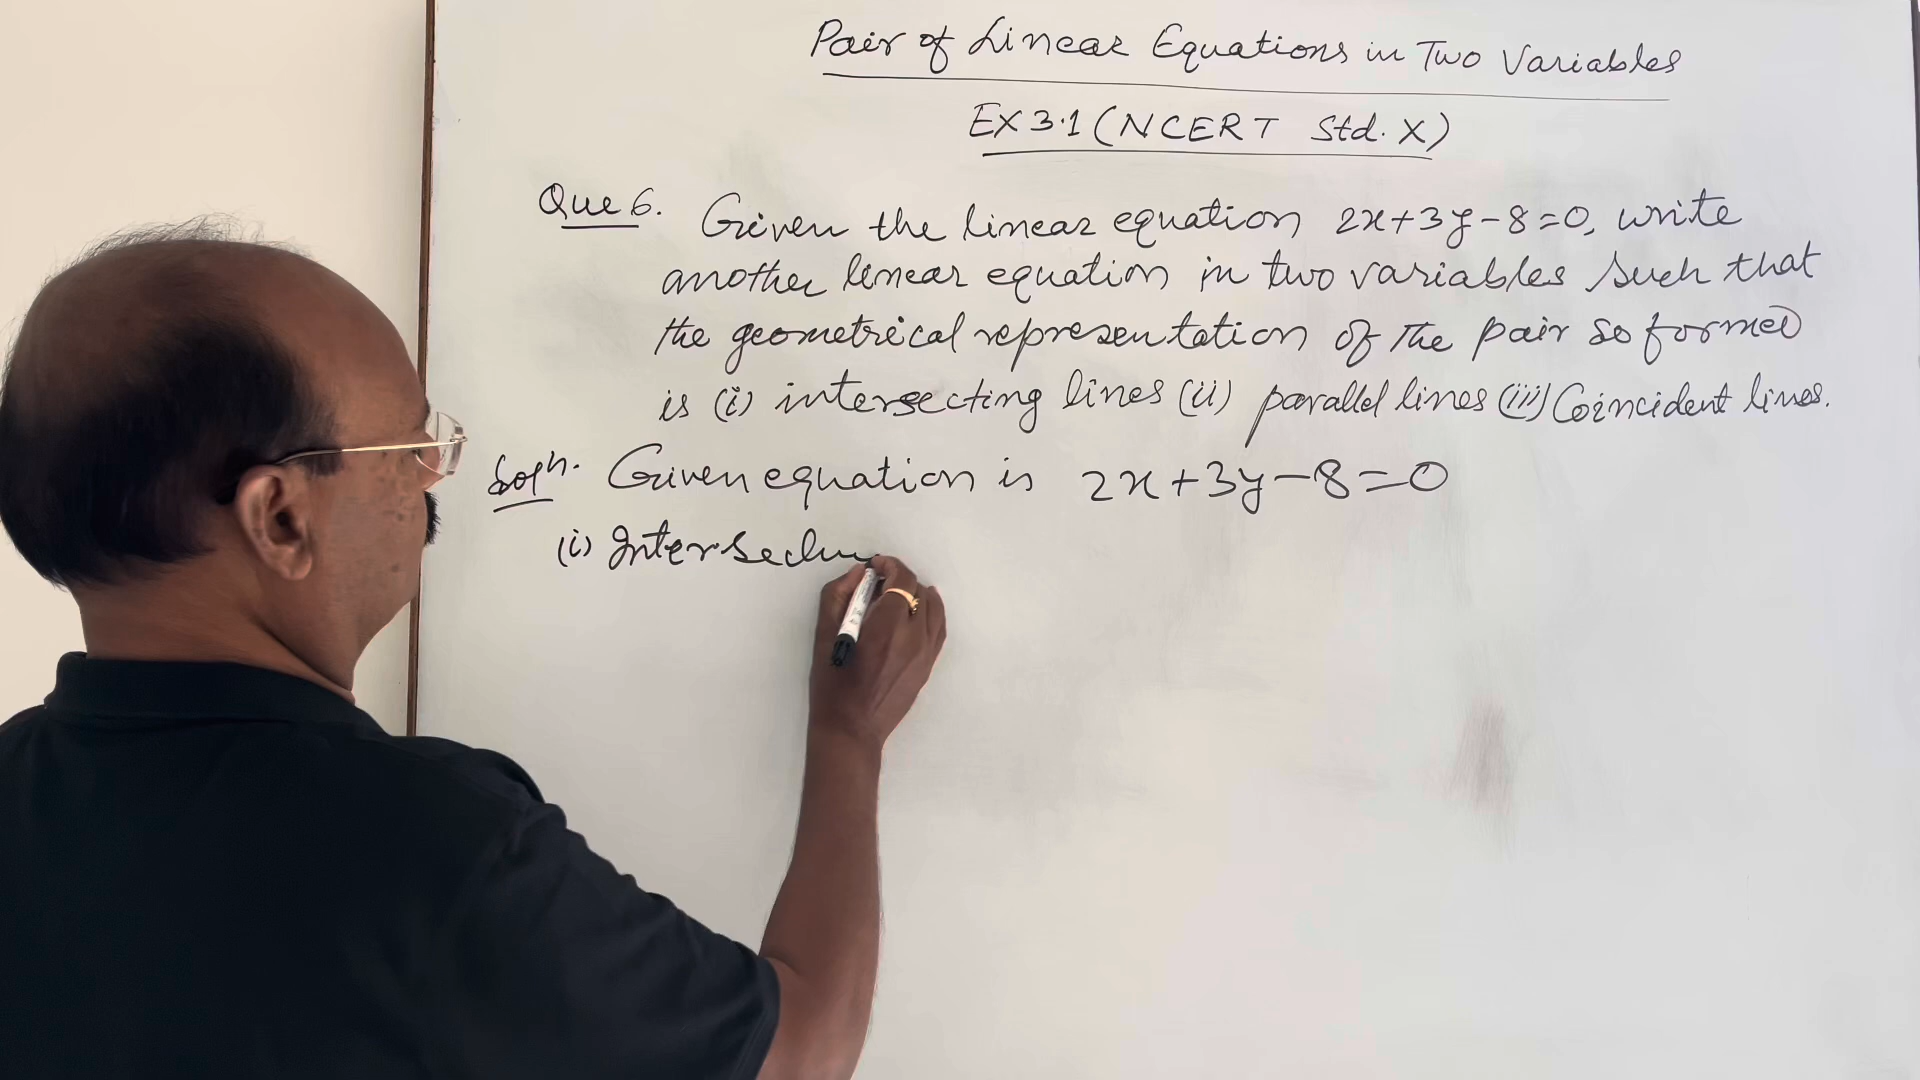 Pair of Linear Equations in Two Variables
EX 3.1 (NCERT Std. X)
Que 6. Given the linear equation 2x+3y-8=0, write
another linear equation in two variables such that
the geometrical representation of the pair so formed
is (i) intersecting lines (ii) parallel lines (iii) Coincident lines.
Solⁿ. Given equation is 2x+3y-8=0
(i) Intersectin